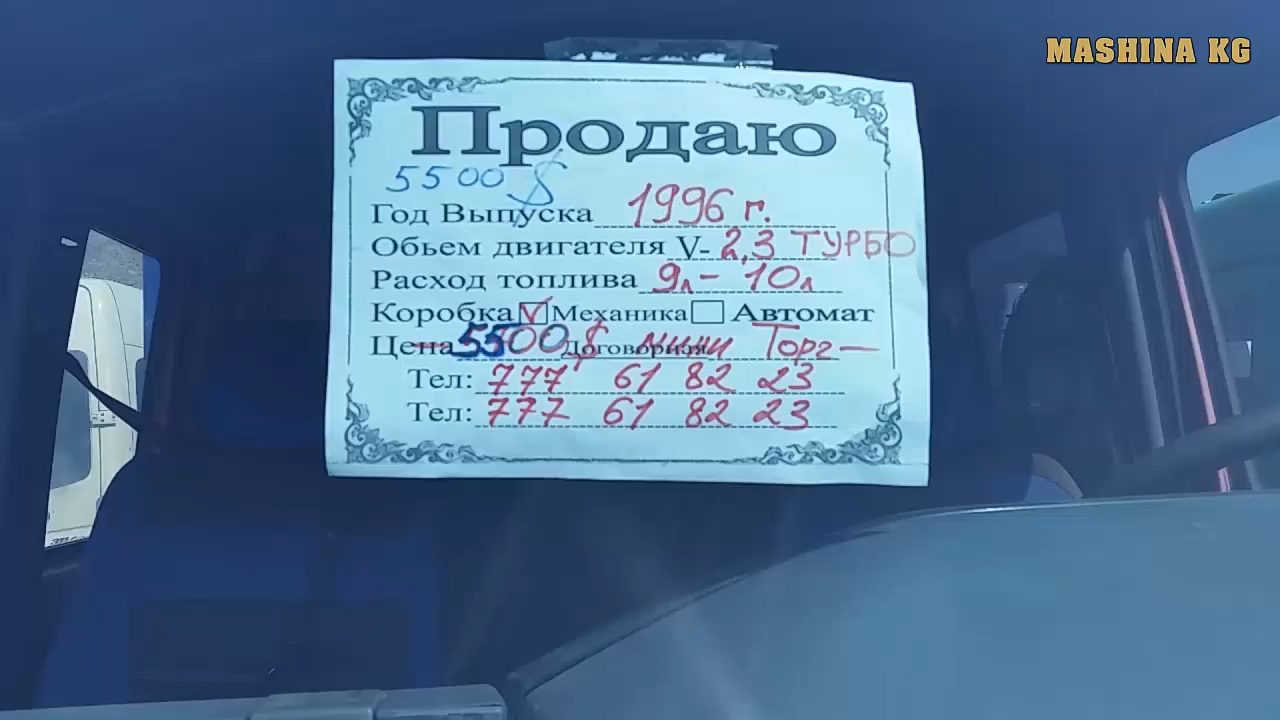 MASHINA KG
Продаю
5500 $
Год Выпуска 1996 г.
Обьем двигателя V- 2,3 ТУРБО
Расход топлива 9л - 10л
Коробка Механика Автомат
Цена 5500 $ Договорная мини Торг
Тел: 777 61 82 23
Тел: 777 61 82 23